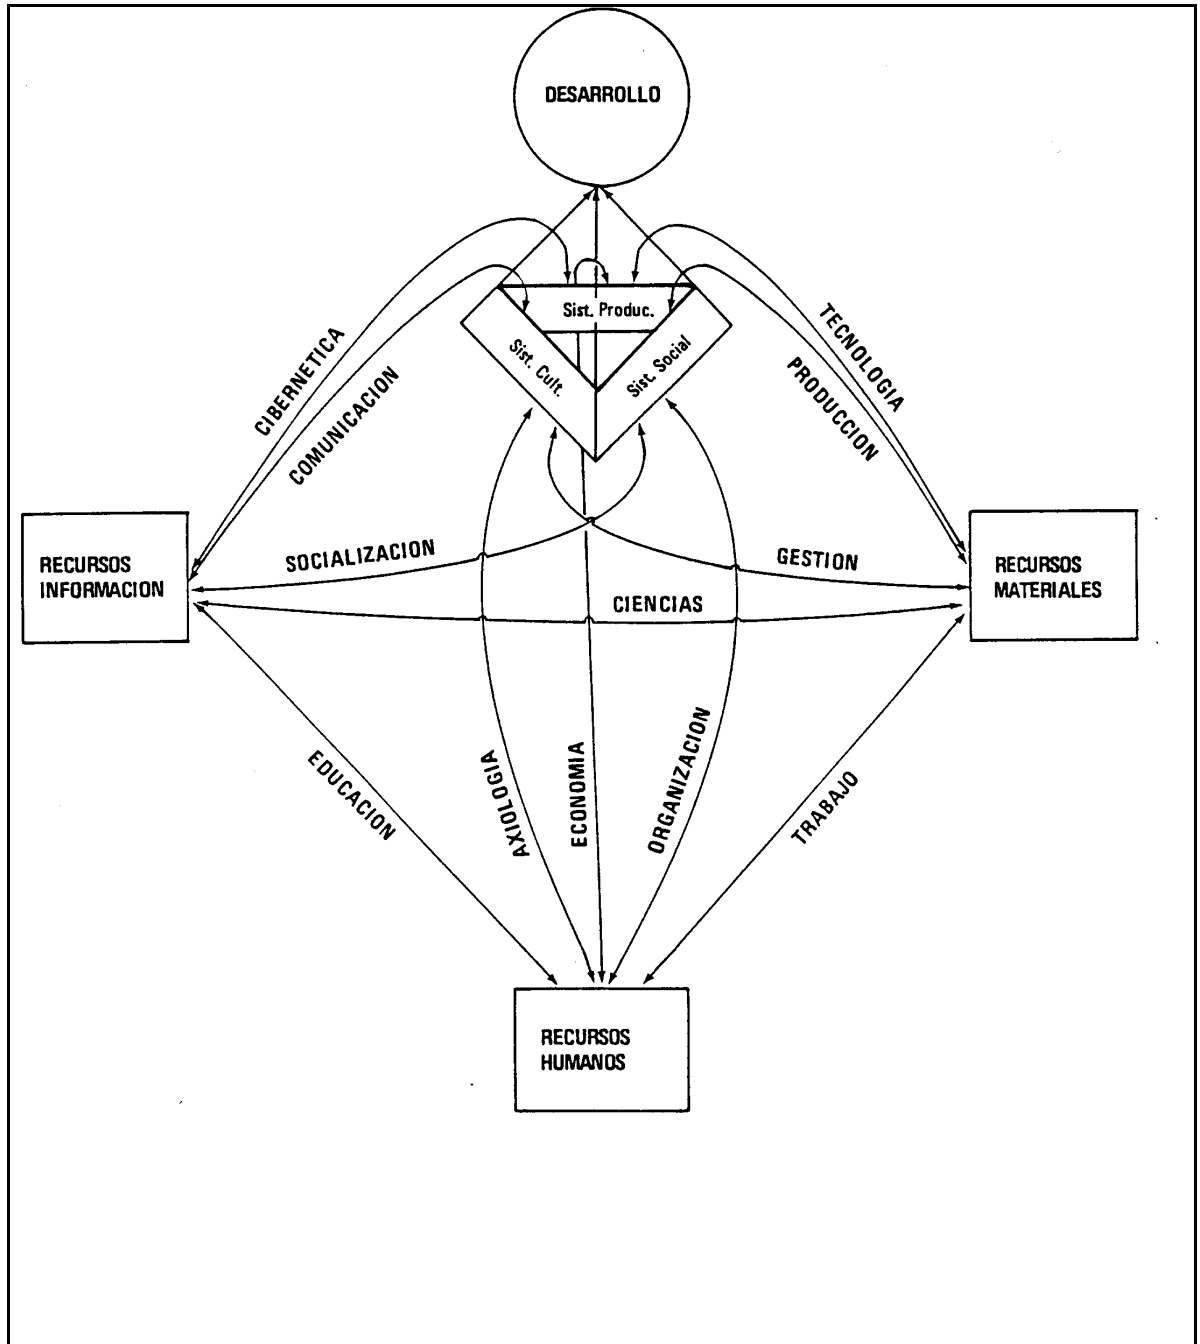 DESARROLLO
Sist. Produc.
Sist. Cult.
Sist. Social
CIBERNETICA
COMUNICACION
TECNOLOGIA
PRODUCCION
RECURSOS
INFORMACION
SOCIALIZACION
GESTION
CIENCIAS
RECURSOS
MATERIALES
EDUCACION
AXIOLOGIA
ECONOMIA
ORGANIZACION
TRABAJO
RECURSOS
HUMANOS